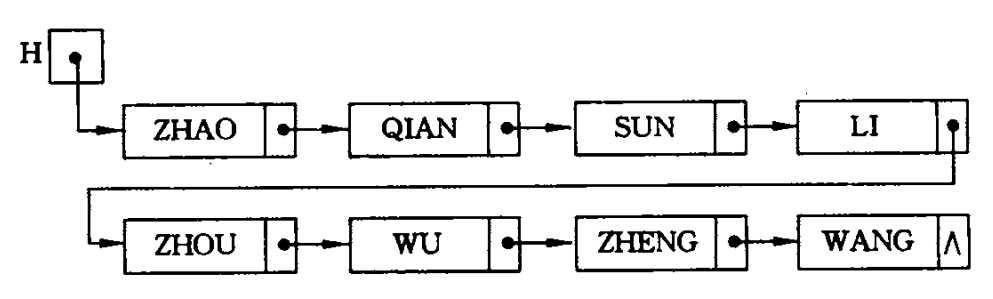 H
ZHAO QIAN SUN LI
ZHOU WU ZHENG WANG ∧